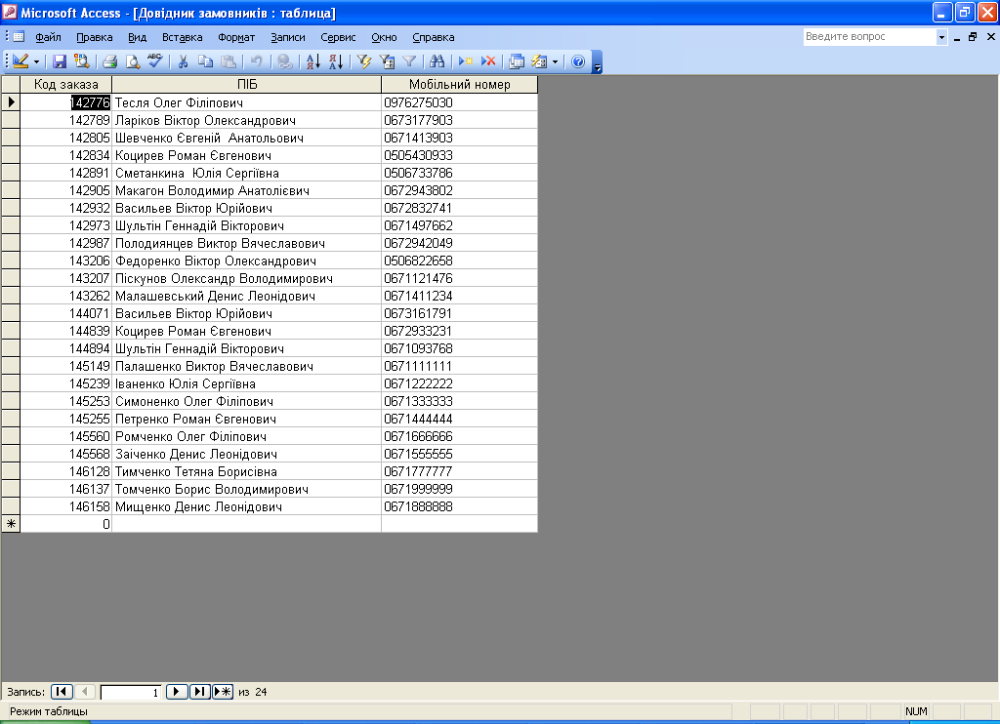 Microsoft Access - [Довідник замовників : таблица]
Файл Правка Вид Вставка Формат Записи Сервис Окно Справка Введите вопрос
Код заказа ПІБ Мобільний номер
142776 Тесля Олег Філіпович 0976275030
142789 Ларіков Віктор Олександрович 0673177903
142805 Шевченко Євгеній  Анатольович 0671413903
142834 Коцирев Роман Євгенович 0505430933
142891 Сметанкина  Юлія Сергіївна 0506733786
142905 Макагон Володимир Анатолієвич 0672943802
142932 Васильев Віктор Юрійович 0672832741
142973 Шультін Геннадій Вікторович 0671497662
142987 Полодиянцев Виктор Вячеславович 0672942049
143206 Федоренко Віктор Олександрович 0506822658
143207 Піскунов Олександр Володимирович 0671121476
143262 Малашевський Денис Леонідович 0671411234
144071 Васильев Віктор Юрійович 0673161791
144839 Коцирев Роман Євгенович 0672933231
144894 Шультін Геннадій Вікторович 0671093768
145149 Палашенко Виктор Вячеславович 0671111111
145239 Іваненко Юлія Сергіївна 0671222222
145253 Симоненко Олег Філіпович 0671333333
145255 Петренко Роман Євгенович 0671444444
145560 Ромченко Олег Філіпович 0671666666
145568 Заіченко Денис Леонідович 0671555555
146128 Тимченко Тетяна Борисівна 0671777777
146137 Томченко Борис Володимирович 0671999999
146158 Мищенко Денис Леонідович 0671888888
0
Запись: 1 из 24
Режим таблицы NUM